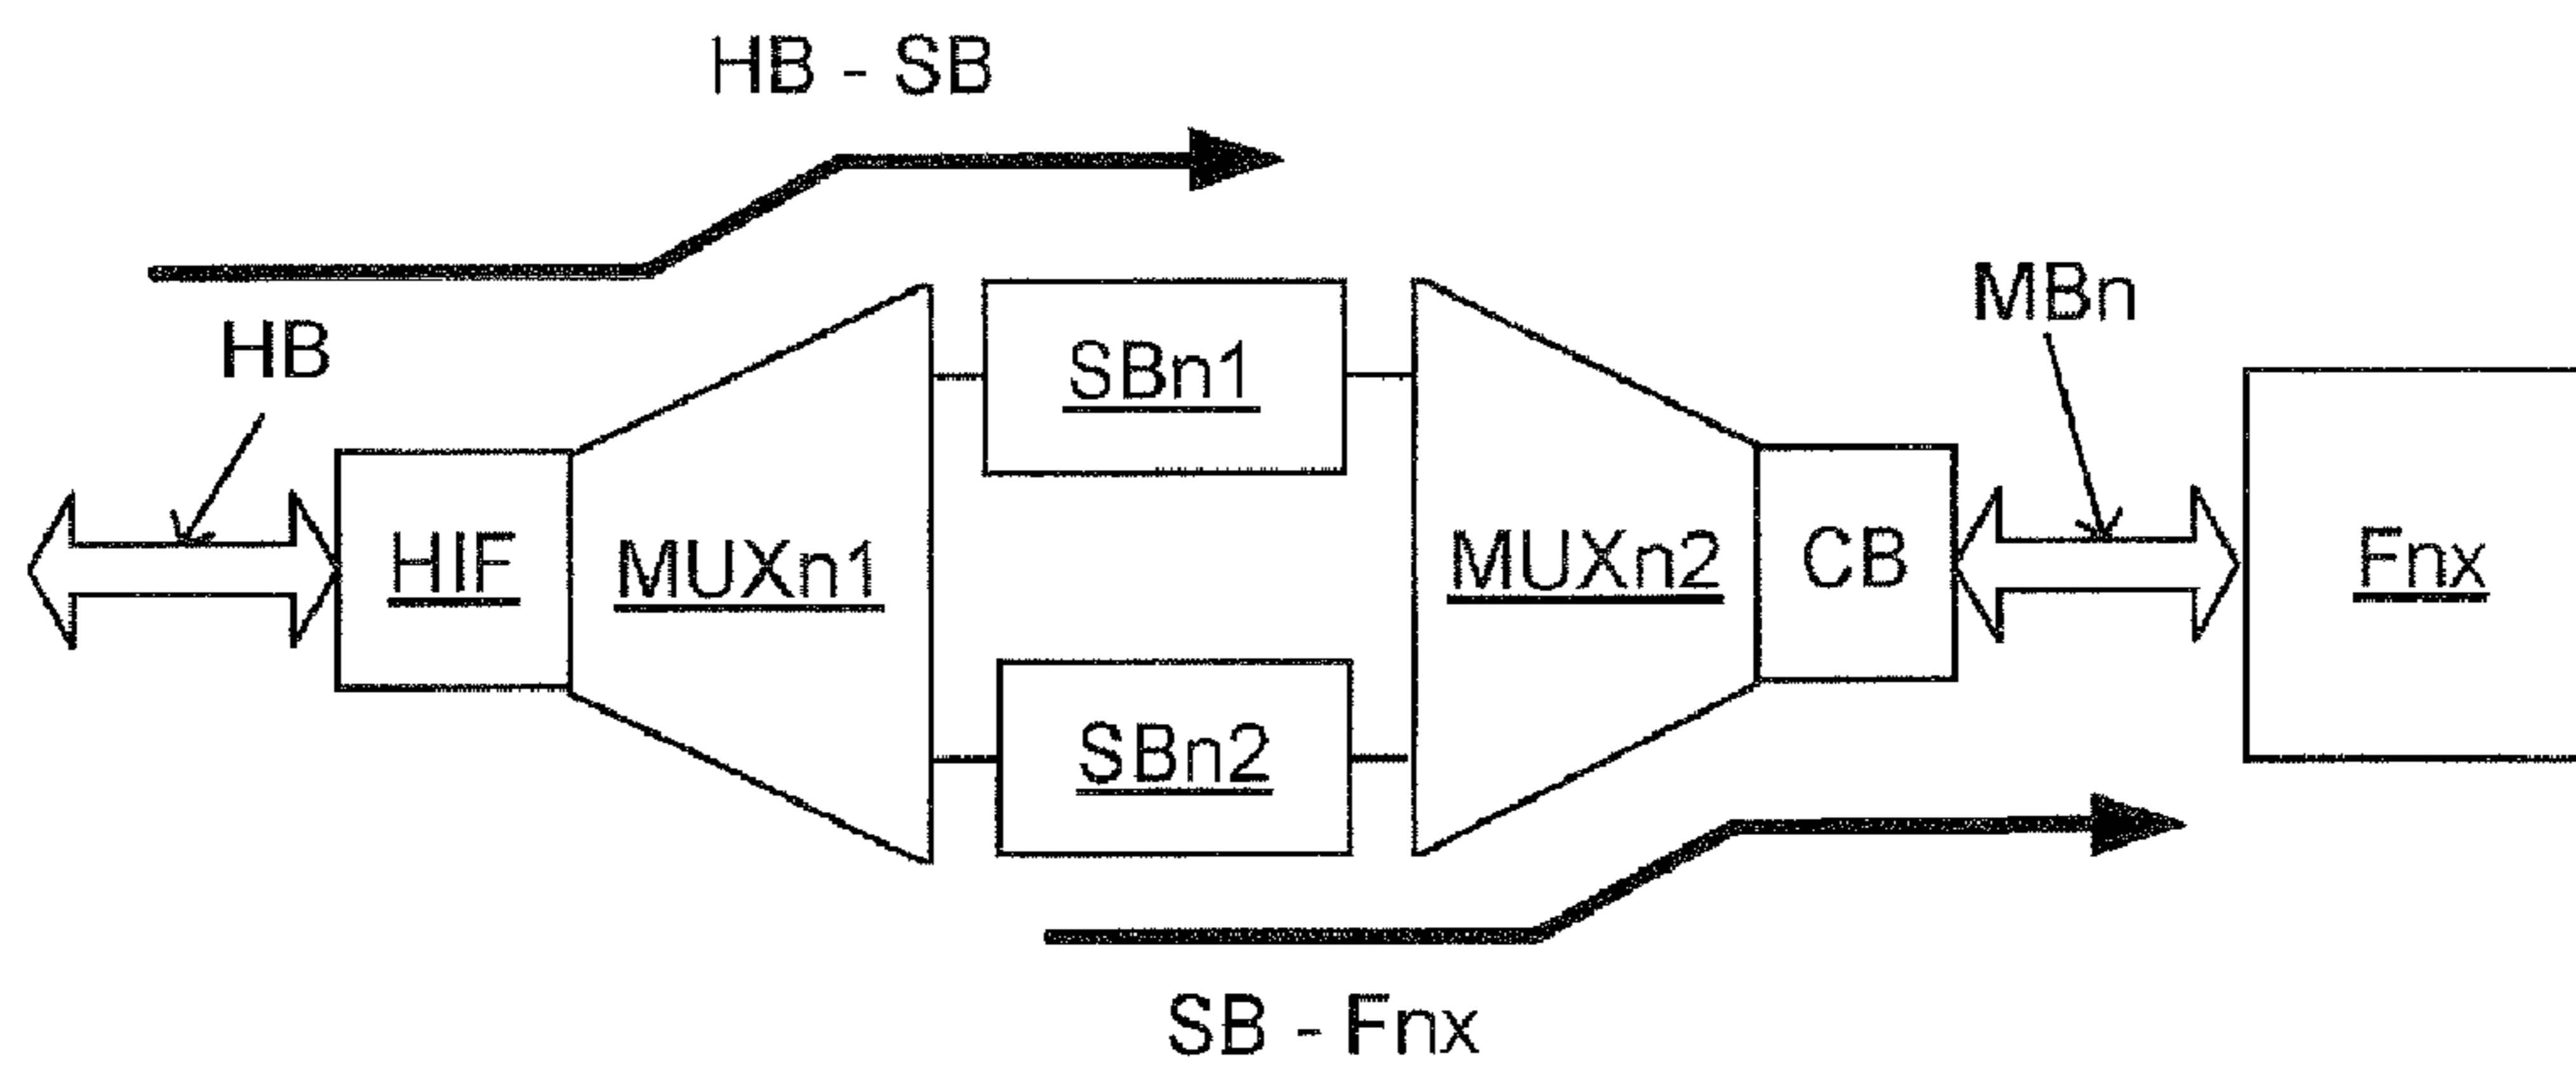 HB - SB
HB
MBn
SBn1
HIF
MUXn1
MUXn2
CB
Fnx
SBn2
SB - Fnx